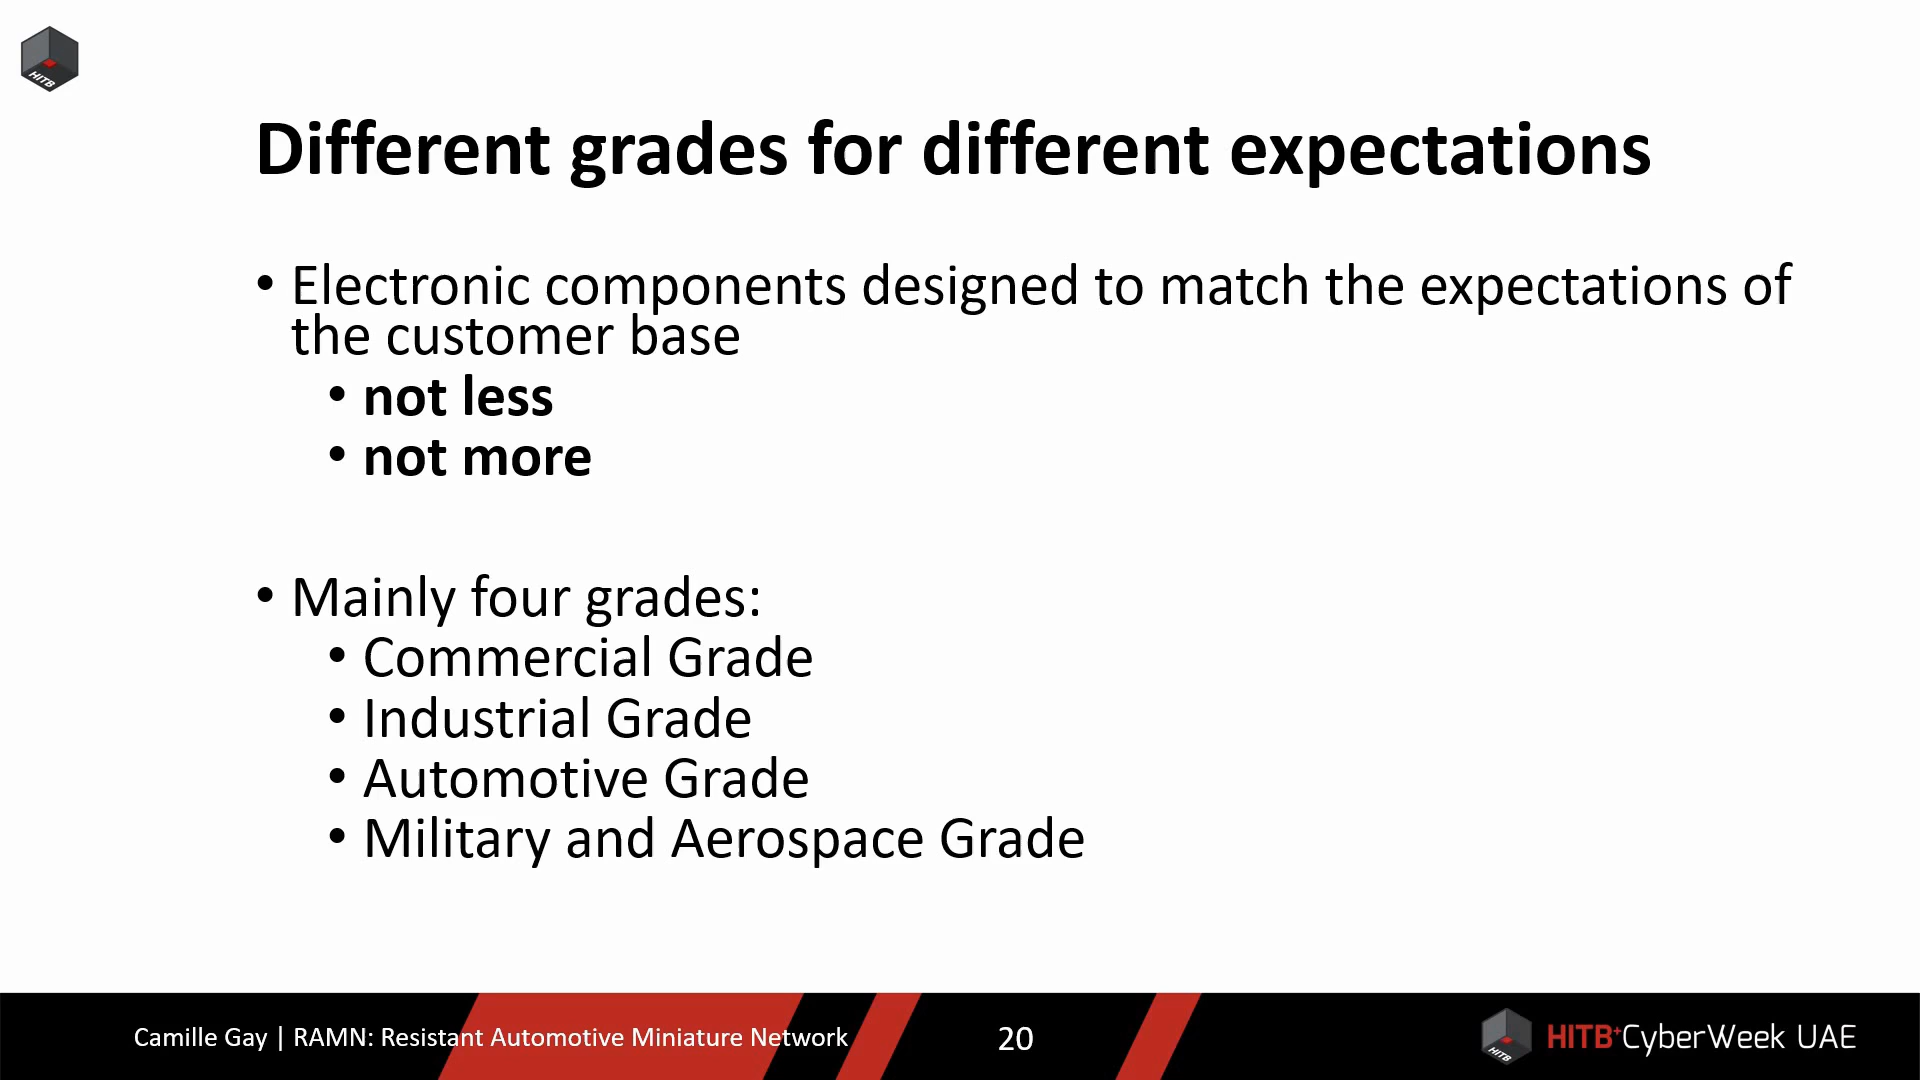 HITB
Different grades for different expectations
• Electronic components designed to match the expectations of
the customer base
• not less
• not more
• Mainly four grades:
• Commercial Grade
• Industrial Grade
• Automotive Grade
• Military and Aerospace Grade
Camille Gay | RAMN: Resistant Automotive Miniature Network
20
HITB
HITB+CyberWeek UAE